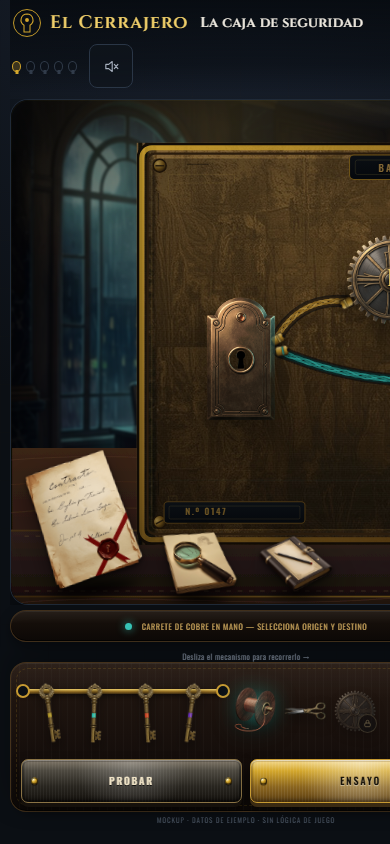 El Cerrajero La caja de seguridad
BA
N.º 0147
contrato
CARRETE DE COBRE EN MANO — SELECCIONA ORIGEN Y DESTINO
Desliza el mecanismo para recorrerlo →
PROBAR
ENSAYO
MOCKUP · DATOS DE EJEMPLO · SIN LÓGICA DE JUEGO